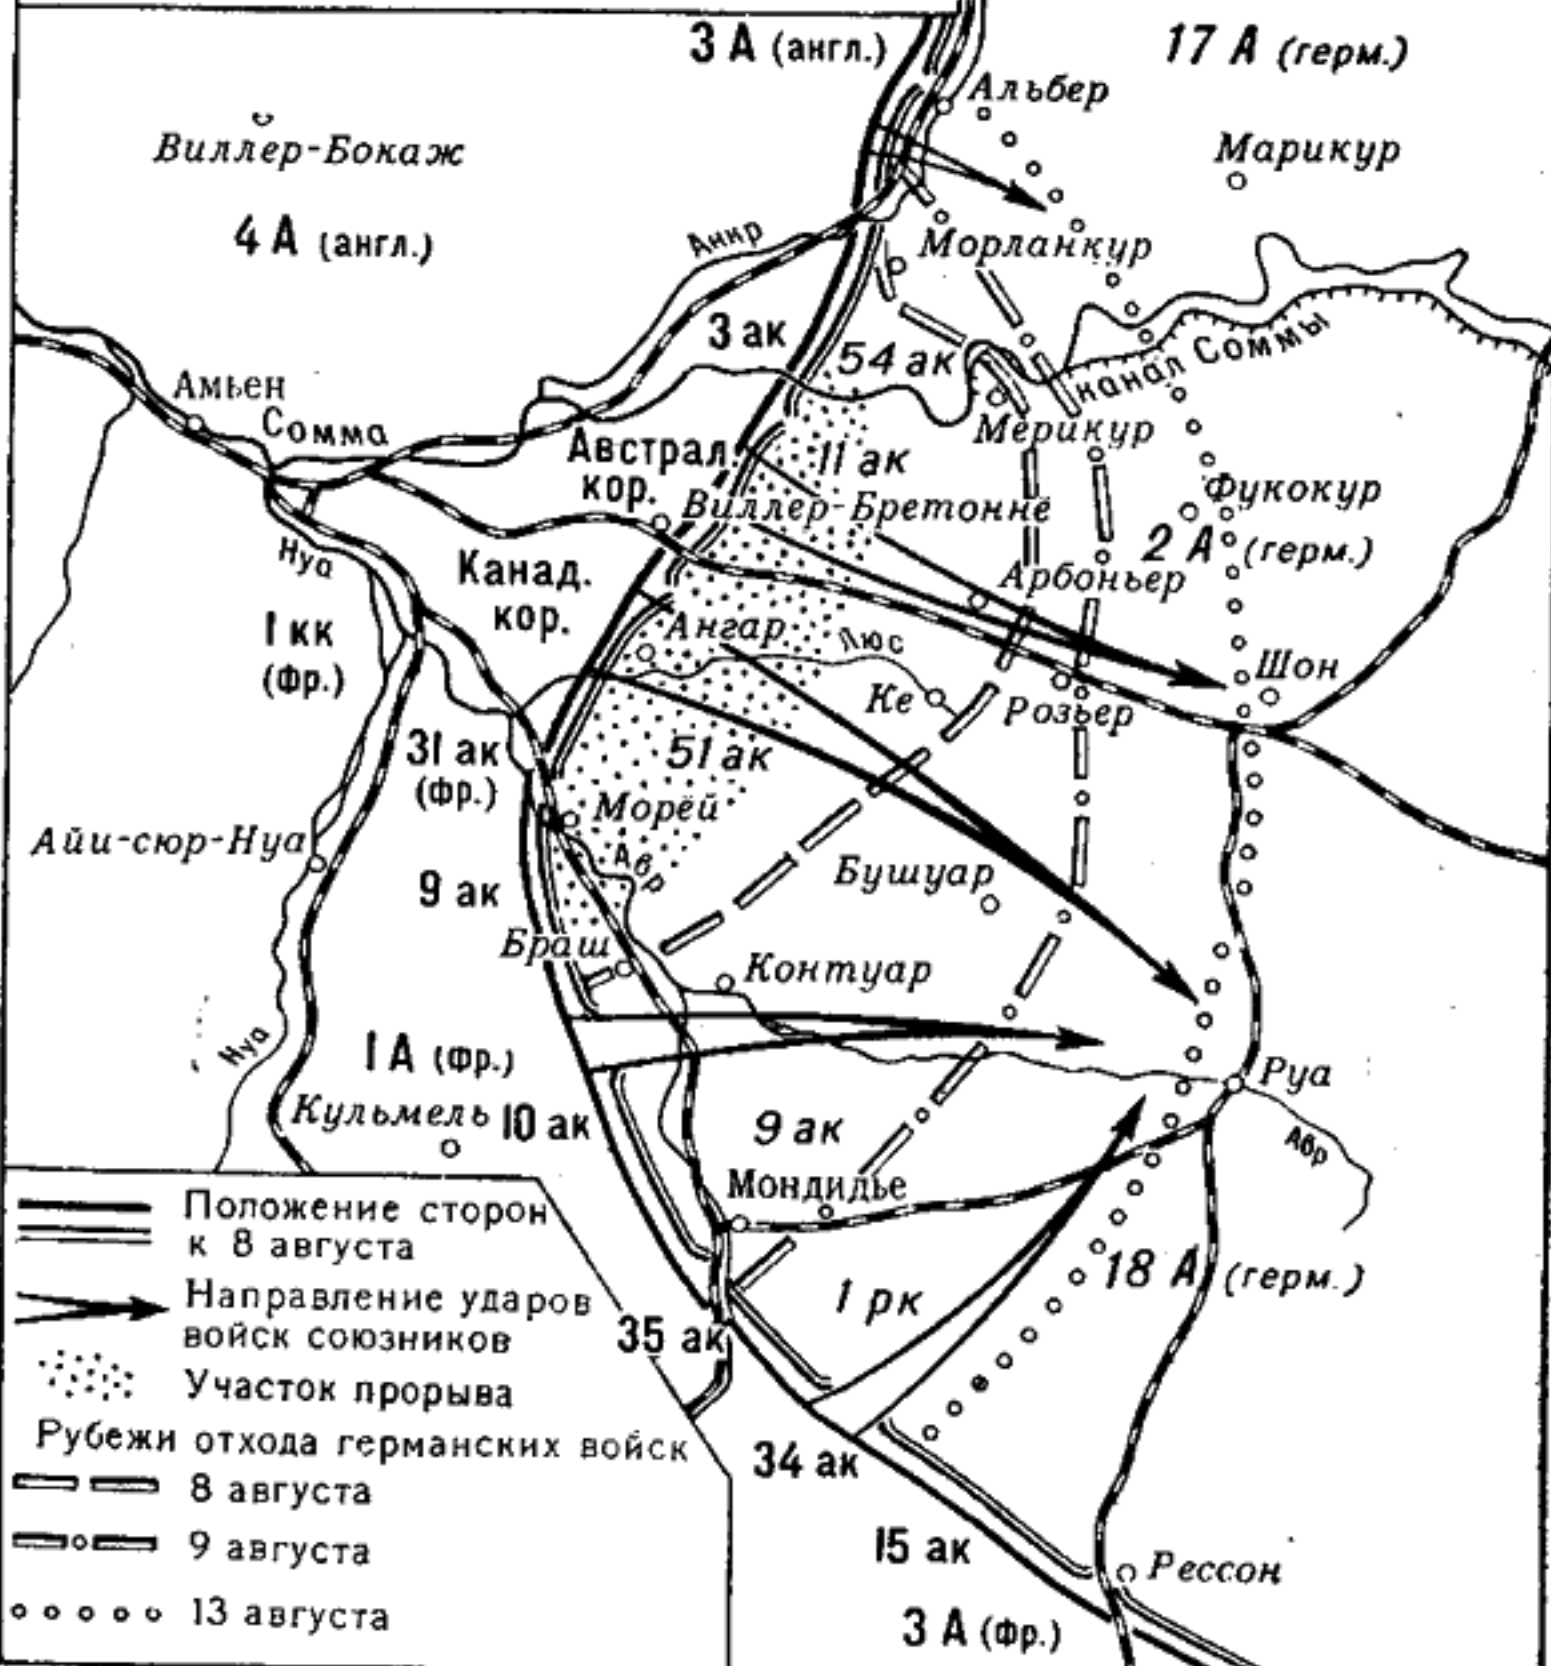 3 А (англ.)
17 А (герм.)
Альбер
Виллер-Бокаж
Марикур
4 А (англ.)
Анкр
Морланкур
3 ак
54 ак
канал Соммы
Амьен
Сомма
Мерикур
Австрал.
кор.
11 ак
Виллер-Бретоннё
Фукокур
2 А (герм.)
Нуа
Канад.
кор.
Арбоньер
1 кк
(фр.)
Ангар
Люс
Шон
Ке
Розьер
31 ак
(фр.)
51 ак
Морёй
Айи-сюр-Нуа
Авр
Бушуар
9 ак
Браш
Контуар
Нуа
1 А (фр.)
Руа
Кульмель
10 ак
9 ак
Авр
Мондидье
18 А (герм.)
1 рк
35 ак
34 ак
15 ак
Рессон
3 А (фр.)
Положение сторон
к 8 августа
Направление ударов
войск союзников
Участок прорыва
Рубежи отхода германских войск
8 августа
9 августа
13 августа